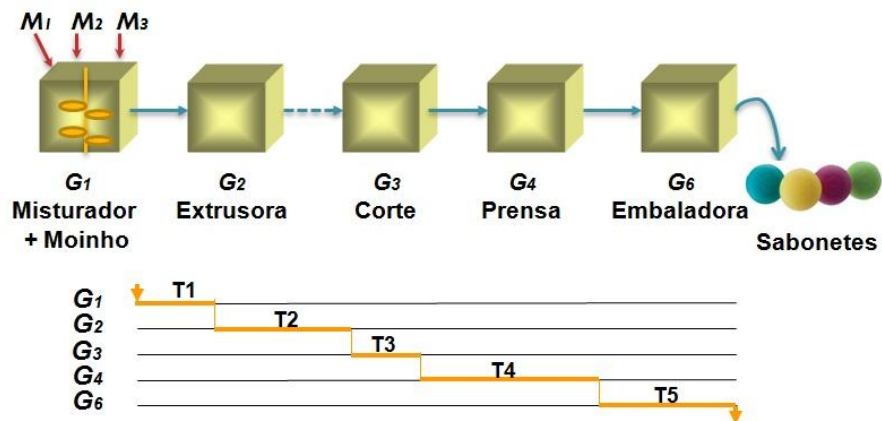 M1 M2 M3
G1 G2 G3 G4 G6
Misturador Extrusora Corte Prensa Embaladora
+ Moinho
Sabonetes
G1 T1
G2 T2
G3 T3
G4 T4
G6 T5